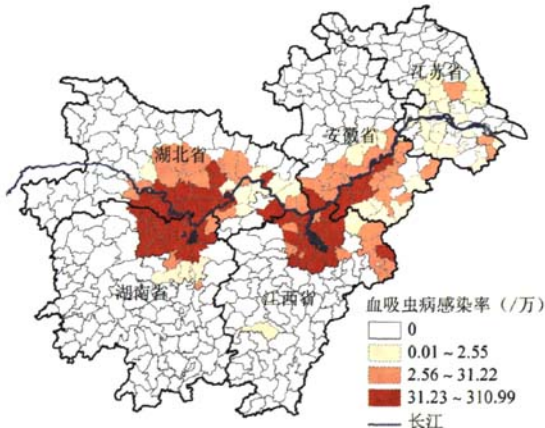 江苏省
安徽省
湖北省
湖南省
江西省
血吸虫病感染率（/万）
0
0.01～2.55
2.56～31.22
31.23～310.99
长江